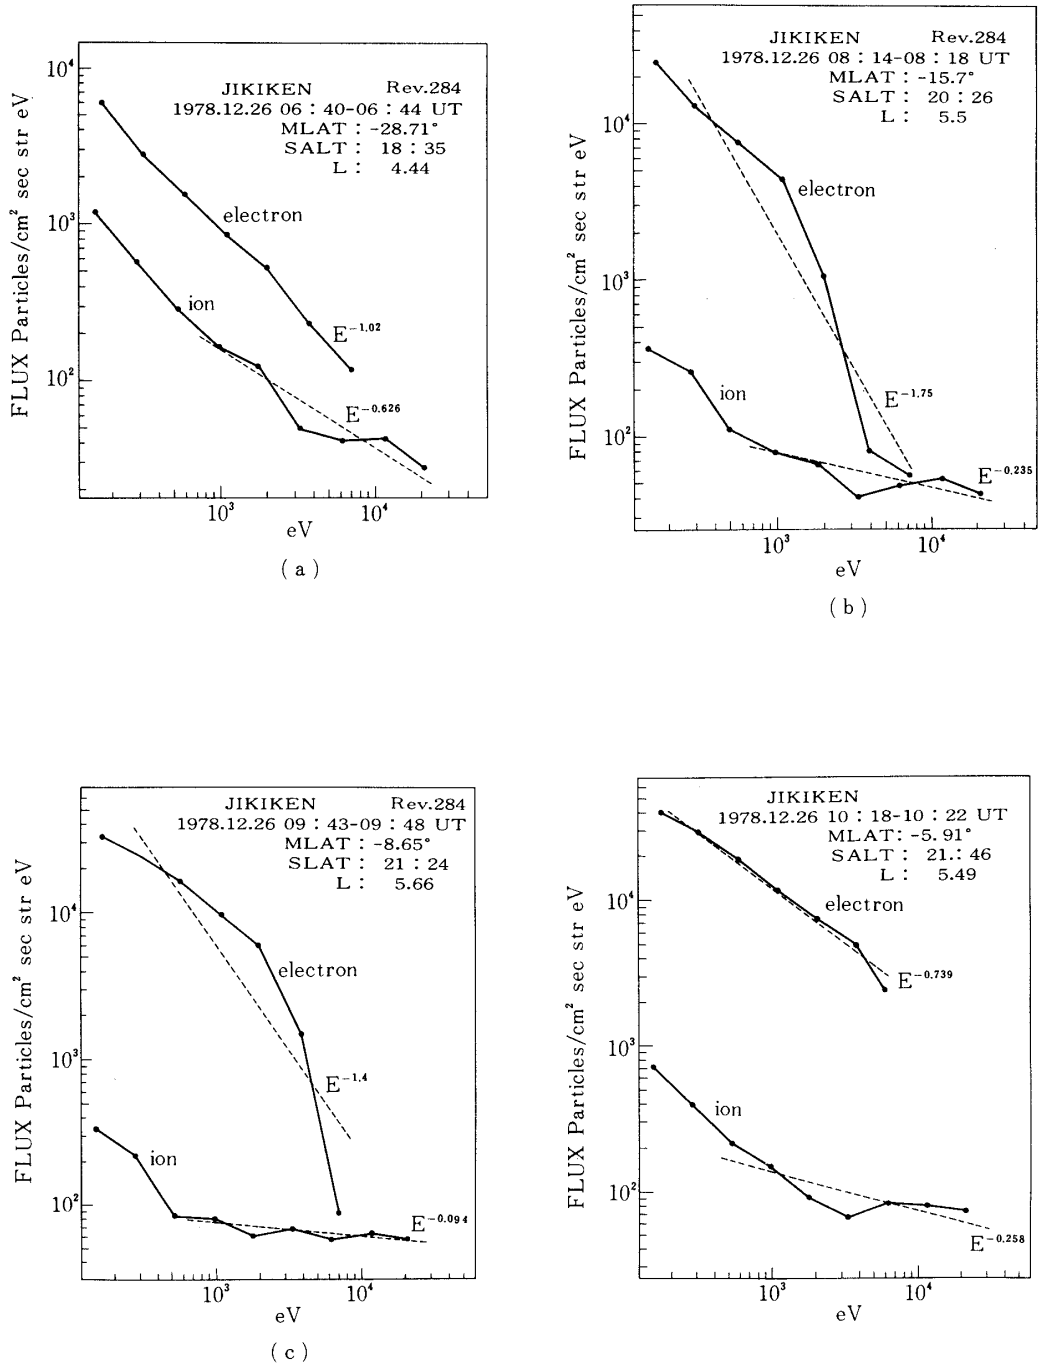 JIKIKEN Rev.284
1978.12.26 06 : 40-06 : 44 UT
MLAT : -28.71°
SALT : 18 : 35
L : 4.44
FLUX Particles/cm² sec str eV
10⁴
10³
10²
electron
ion
E⁻¹·⁰²
E⁻⁰·⁶²⁶
10³ 10⁴
eV
( a )
JIKIKEN Rev.284
1978.12.26 08 : 14-08 : 18 UT
MLAT : -15.7°
SALT : 20 : 26
L : 5.5
FLUX Particles/cm² sec str eV
10⁴
10³
10²
electron
ion
E⁻¹·⁷⁵
E⁻⁰·²³⁵
10³ 10⁴
eV
( b )
JIKIKEN Rev.284
1978.12.26 09 : 43-09 : 48 UT
MLAT : -8.65°
SLAT : 21 : 24
L : 5.66
FLUX Particles/cm² sec str eV
10⁴
10³
10²
electron
ion
E⁻¹·⁴
E⁻⁰·⁰⁹⁴
10³ 10⁴
eV
( c )
JIKIKEN
1978.12.26 10 : 18-10 : 22 UT
MLAT: -5.91°
SALT : 21.: 46
L : 5.49
FLUX Particles/cm² sec str eV
10⁴
10³
10²
electron
ion
E⁻⁰·⁷³⁹
E⁻⁰·²⁵⁸
10³ 10⁴
eV